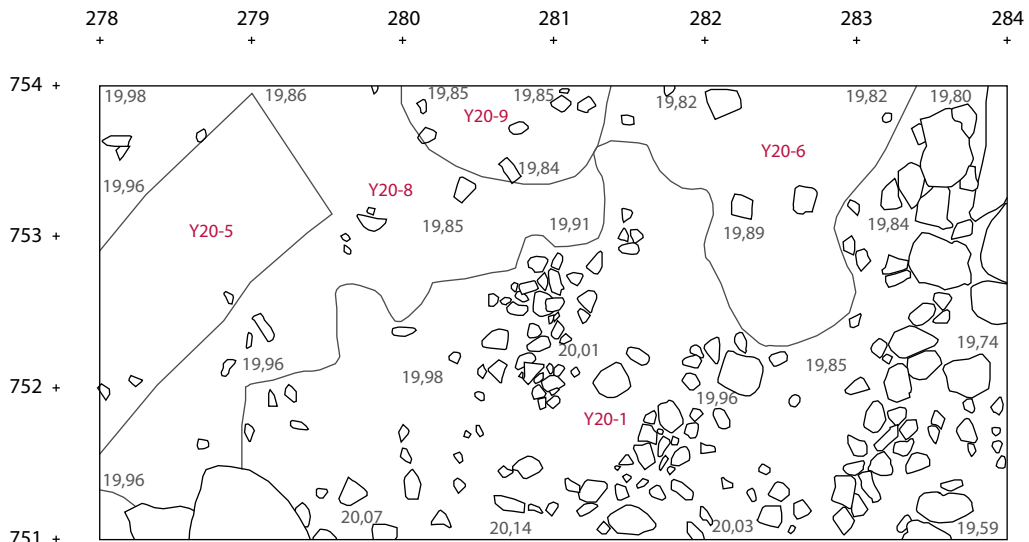 278 279 280 281 282 283 284
+ + + + + + +
754 +
19,98 19,86 19,85 19,85 19,82 19,82 19,80
Y20-9
Y20-6
19,84
19,96 Y20-8
Y20-5 19,85 19,91 19,89 19,84
753 +
20,01 19,74
19,96 19,98 19,85
752 +
19,96
Y20-1
19,96
20,07 20,14 20,03 19,59
751 +